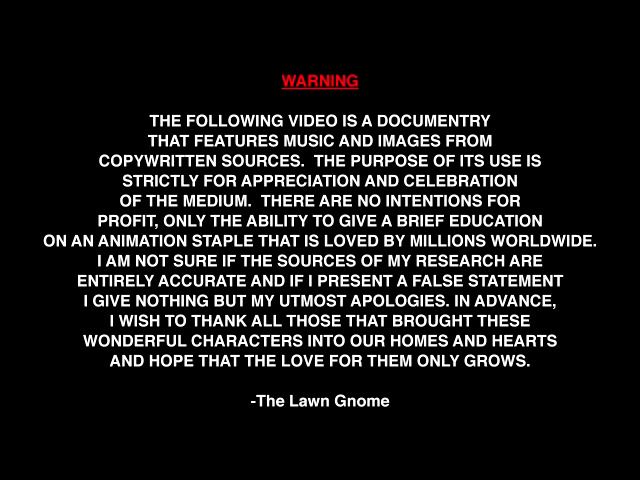 WARNING
THE FOLLOWING VIDEO IS A DOCUMENTRY
THAT FEATURES MUSIC AND IMAGES FROM
COPYWRITTEN SOURCES.  THE PURPOSE OF ITS USE IS
STRICTLY FOR APPRECIATION AND CELEBRATION
OF THE MEDIUM.  THERE ARE NO INTENTIONS FOR
PROFIT, ONLY THE ABILITY TO GIVE A BRIEF EDUCATION
ON AN ANIMATION STAPLE THAT IS LOVED BY MILLIONS WORLDWIDE.
I AM NOT SURE IF THE SOURCES OF MY RESEARCH ARE
ENTIRELY ACCURATE AND IF I PRESENT A FALSE STATEMENT
I GIVE NOTHING BUT MY UTMOST APOLOGIES. IN ADVANCE,
I WISH TO THANK ALL THOSE THAT BROUGHT THESE
WONDERFUL CHARACTERS INTO OUR HOMES AND HEARTS
AND HOPE THAT THE LOVE FOR THEM ONLY GROWS.
-The Lawn Gnome